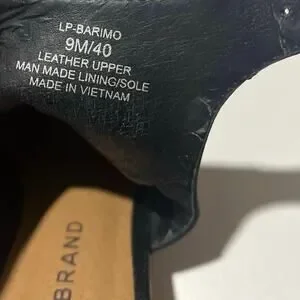 LP-BARIMO
9M/40
LEATHER UPPER
MAN MADE LINING/SOLE
MADE IN VIETNAM
BRAND